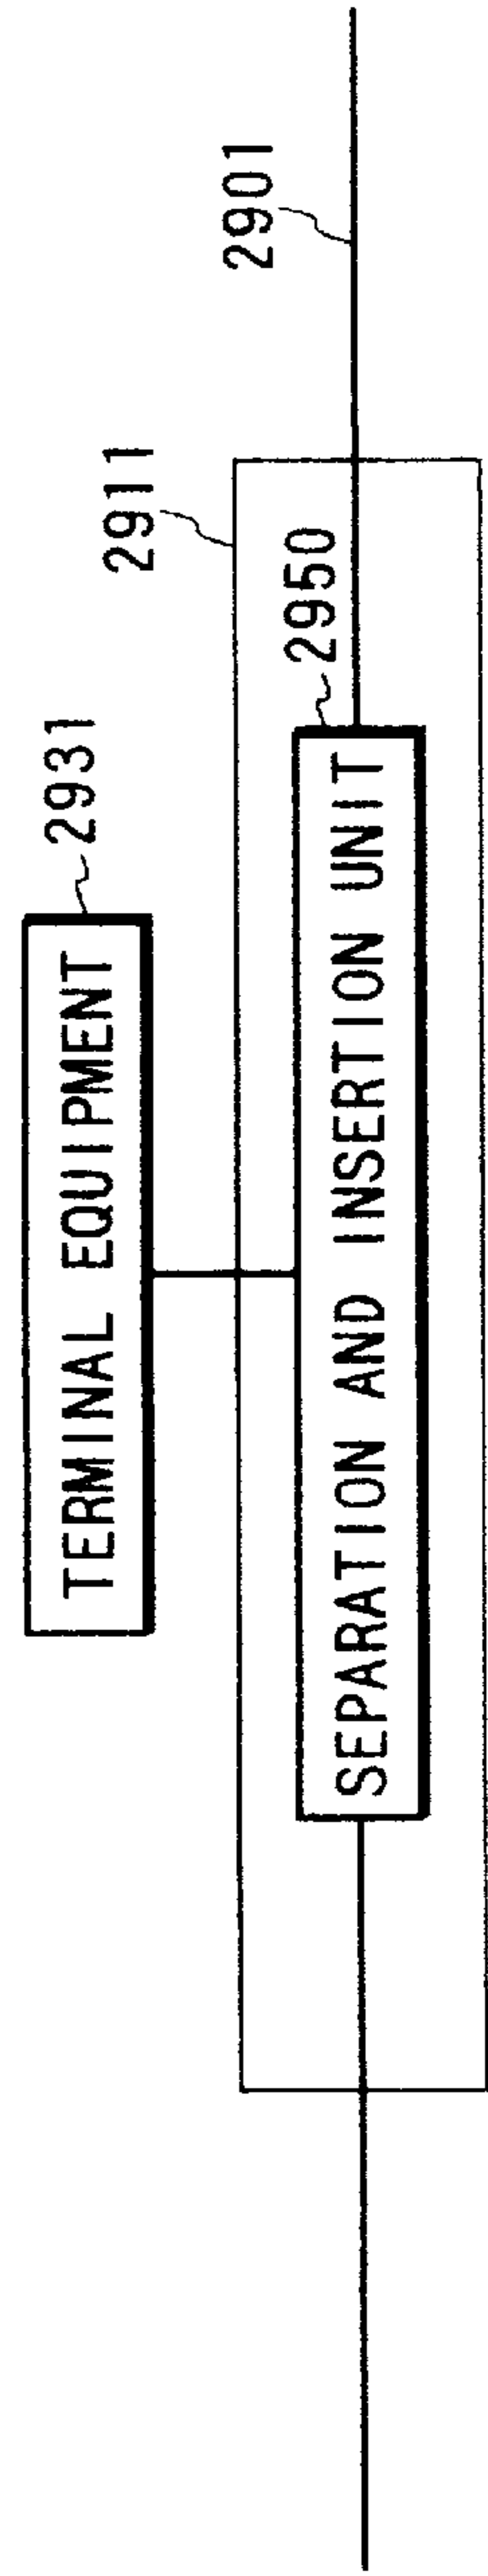 TERMINAL EQUIPMENT
2931
2911
2901
2950
SEPARATION AND INSERTION UNIT